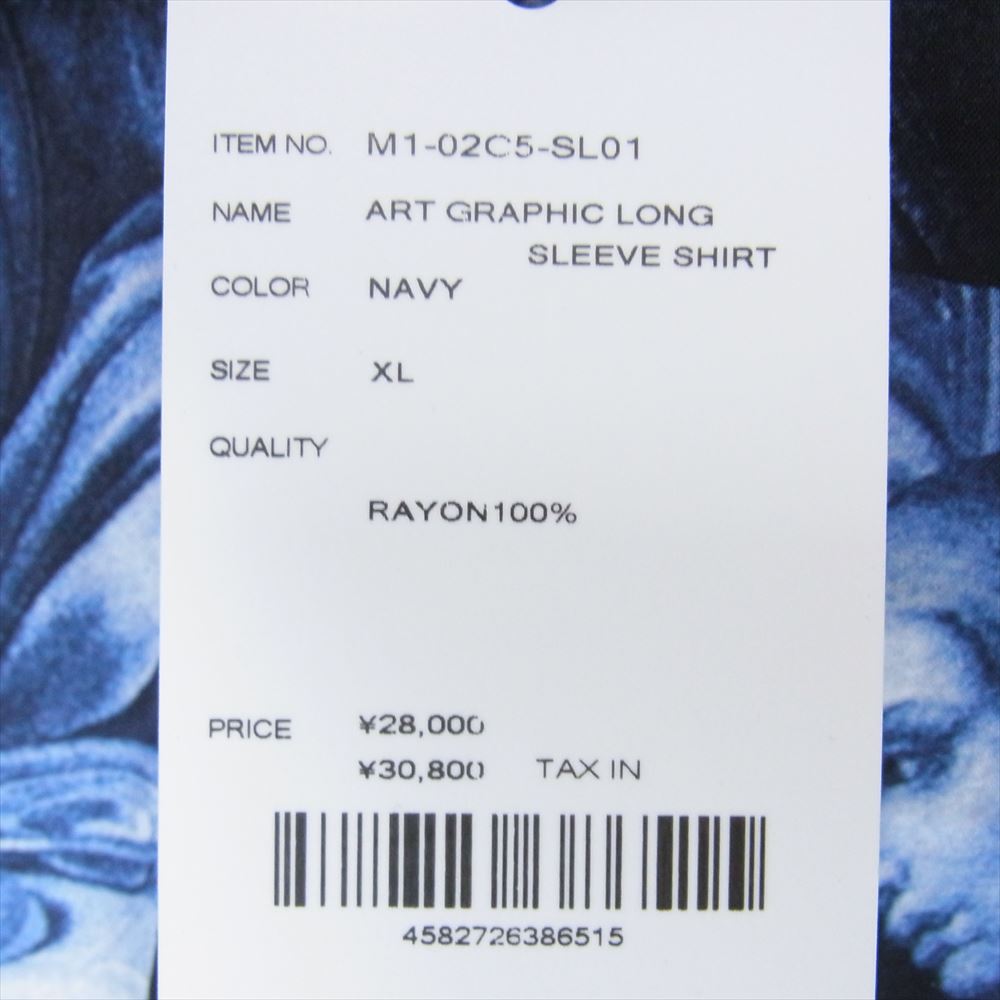 ITEM NO. M1-02C5-SL01
NAME ART GRAPHIC LONG
SLEEVE SHIRT
COLOR NAVY
SIZE XL
QUALITY
RAYON100%
PRICE ¥28,000
¥30,800 TAX IN
4582726386515